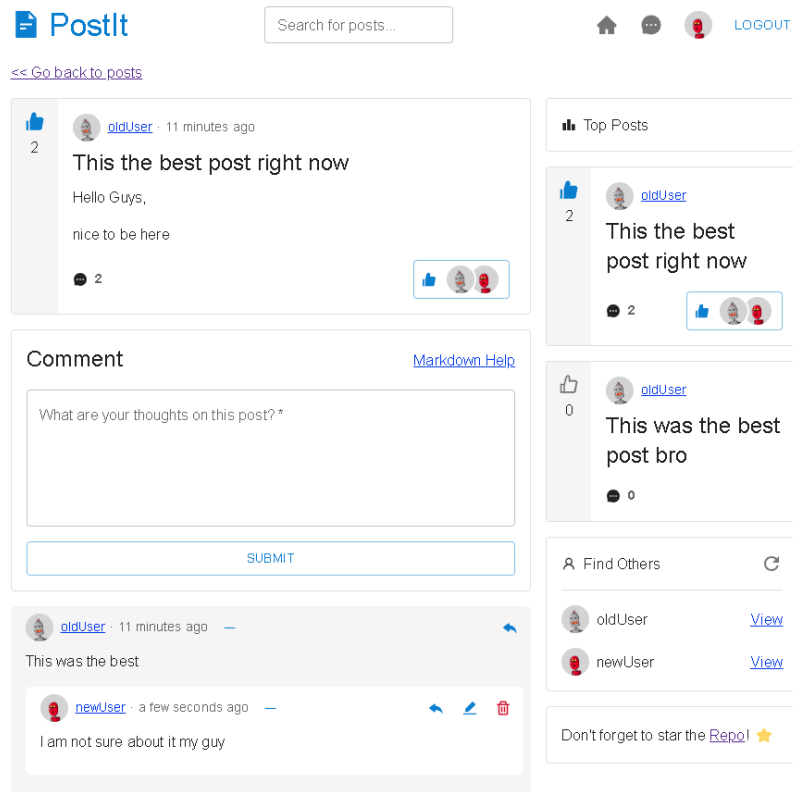 PostIt
Search for posts...
LOGOUT
<< Go back to posts
2
oldUser · 11 minutes ago
This the best post right now
Hello Guys,
nice to be here
2
Comment
Markdown Help
What are your thoughts on this post? *
SUBMIT
oldUser · 11 minutes ago
This was the best
newUser · a few seconds ago
I am not sure about it my guy
Top Posts
2
oldUser
This the best
post right now
2
0
oldUser
This was the best
post bro
0
Find Others
oldUser View
newUser View
Don't forget to star the Repo! ⭐